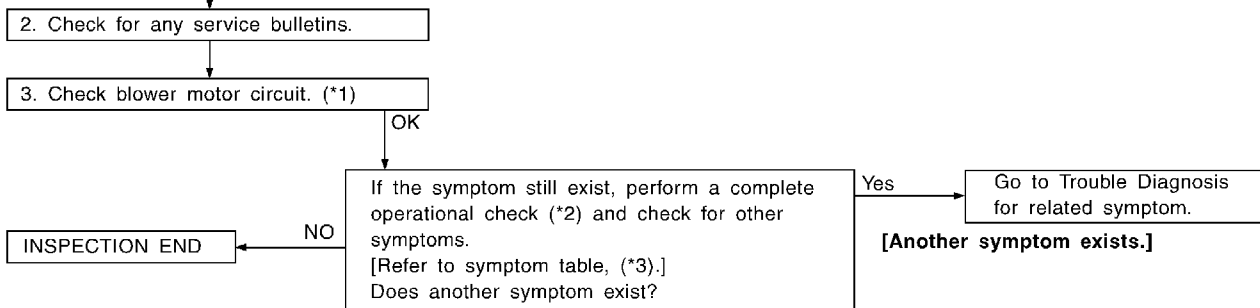 2. Check for any service bulletins.
3. Check blower motor circuit. (*1)
OK
If the symptom still exist, perform a complete
operational check (*2) and check for other
symptoms.
[Refer to symptom table, (*3).]
Does another symptom exist?
Yes
Go to Trouble Diagnosis
for related symptom.
[Another symptom exists.]
NO
INSPECTION END